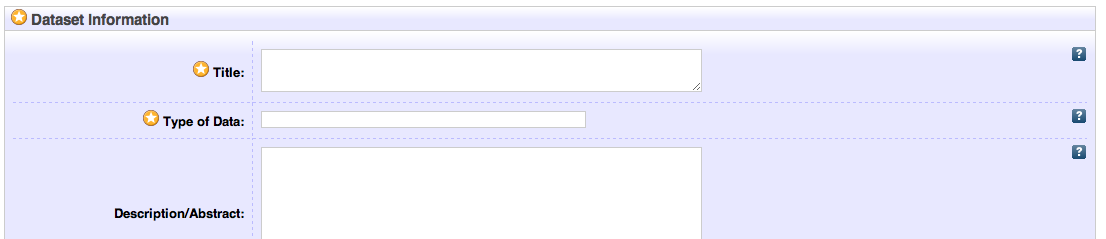 Dataset Information
Title:
?
Type of Data:
?
?
Description/Abstract: